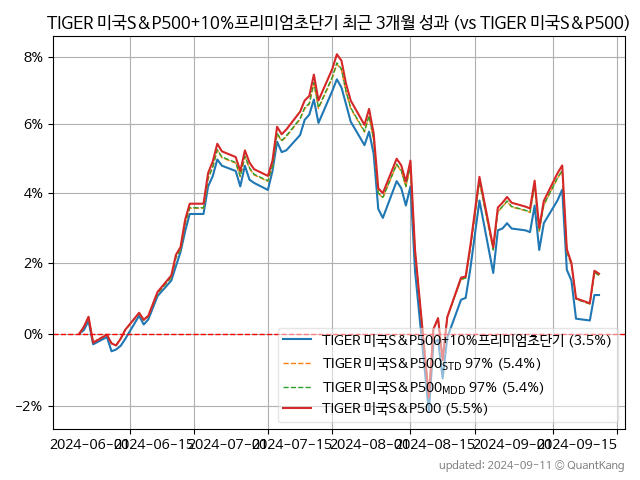 TIGER 미국S&P500+10%프리미엄초단기 최근 3개월 성과 (vs TIGER 미국S&P500)
8%
6%
4%
2%
0%
−2%
TIGER 미국S&P500+10%프리미엄초단기 (3.5%)
TIGER 미국S&P500STD 97% (5.4%)
TIGER 미국S&P500MDD 97% (5.4%)
TIGER 미국S&P500 (5.5%)
2024-06-01 2024-06-15 2024-07-01 2024-07-15 2024-08-01 2024-08-15 2024-09-01 2024-09-15
updated: 2024-09-11 © QuantKang